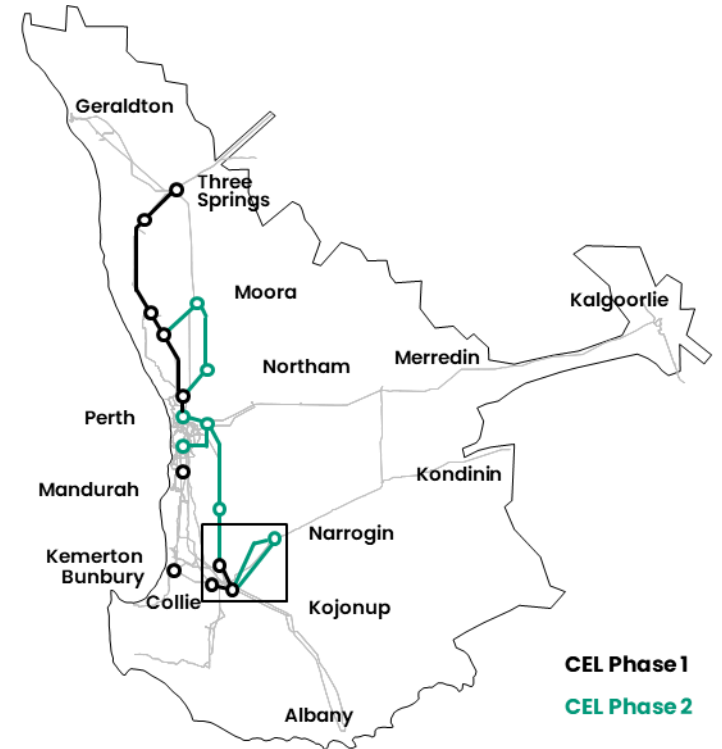 Geraldton
Three
Springs
Moora
Kalgoorlie
Merredin
Northam
Perth
Kondinin
Mandurah
Narrogin
Kemerton
Bunbury
Collie
Kojonup
CEL Phase 1
CEL Phase 2
Albany